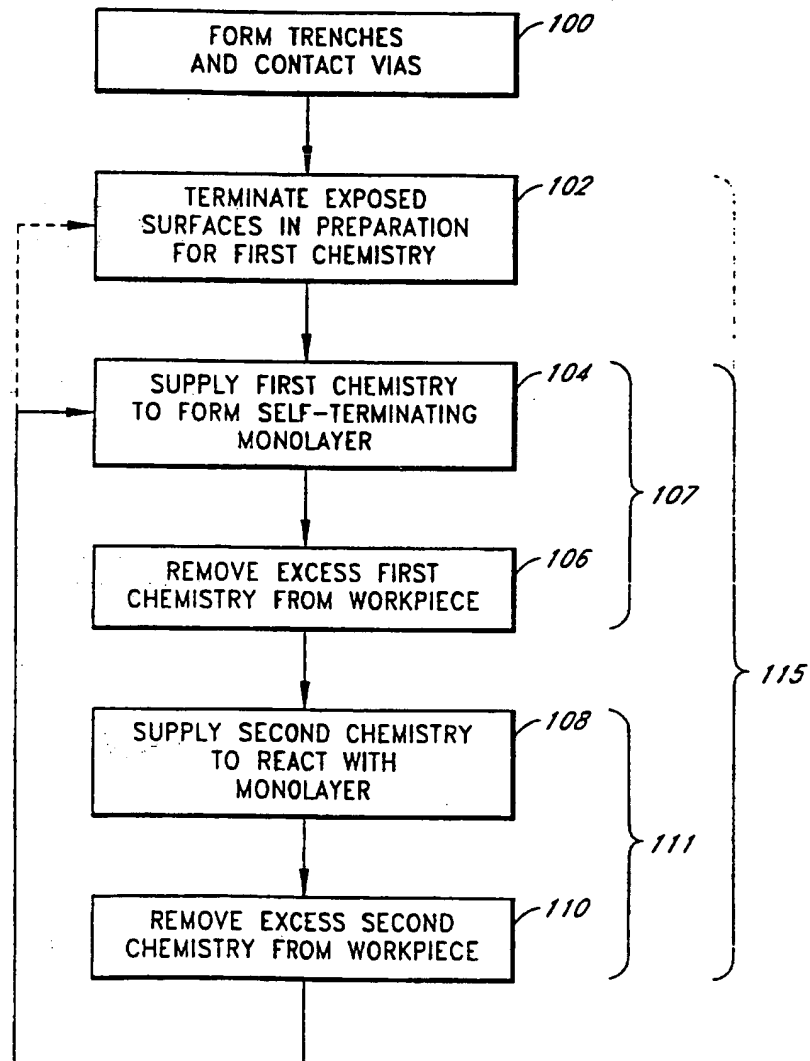 100
FORM TRENCHES
AND CONTACT VIAS
102
TERMINATE EXPOSED
SURFACES IN PREPARATION
FOR FIRST CHEMISTRY
104
SUPPLY FIRST CHEMISTRY
TO FORM SELF-TERMINATING
MONOLAYER
107
106
REMOVE EXCESS FIRST
CHEMISTRY FROM WORKPIECE
115
108
SUPPLY SECOND CHEMISTRY
TO REACT WITH
MONOLAYER
111
110
REMOVE EXCESS SECOND
CHEMISTRY FROM WORKPIECE